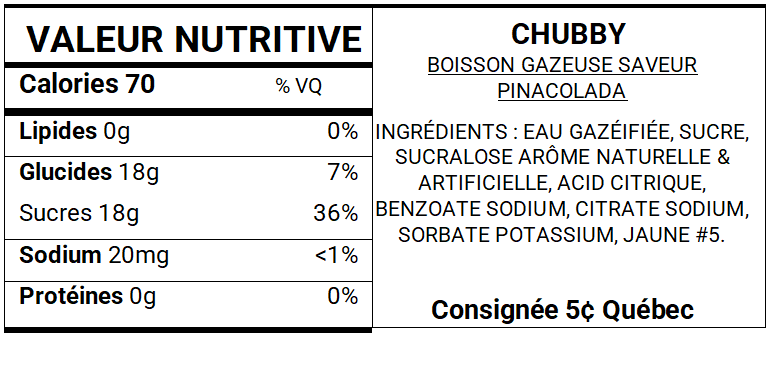 VALEUR NUTRITIVE
Calories 70 % VQ
Lipides 0g 0%
Glucides 18g 7%
Sucres 18g 36%
Sodium 20mg <1%
Protéines 0g 0%
CHUBBY
BOISSON GAZEUSE SAVEUR
PINACOLADA
INGRÉDIENTS : EAU GAZÉIFIÉE, SUCRE,
SUCRALOSE ARÔME NATURELLE &
ARTIFICIELLE, ACID CITRIQUE,
BENZOATE SODIUM, CITRATE SODIUM,
SORBATE POTASSIUM, JAUNE #5.
Consignée 5¢ Québec